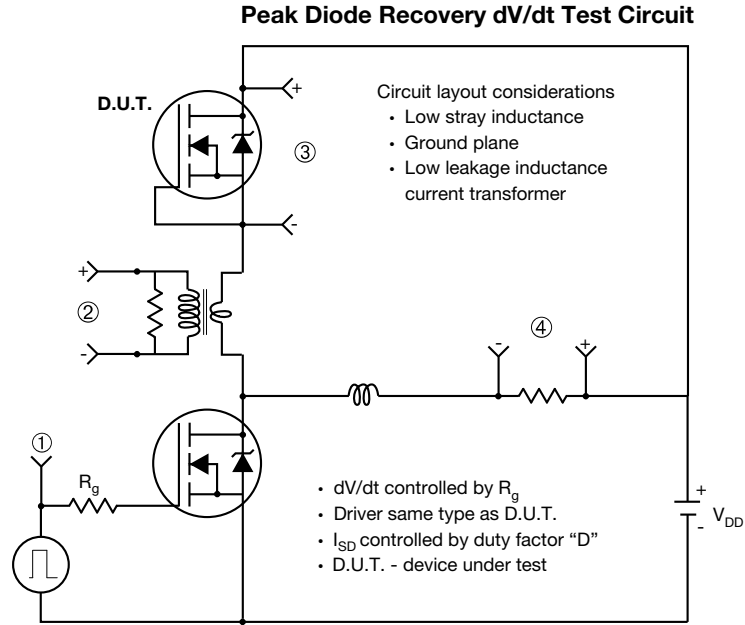 Peak Diode Recovery dV/dt Test Circuit
D.U.T.
+
③
-
Circuit layout considerations
• Low stray inductance
• Ground plane
• Low leakage inductance
current transformer
+
②
-
-
④
+
①
Rg
• dV/dt controlled by Rg
• Driver same type as D.U.T.
• ISD controlled by duty factor “D”
• D.U.T. - device under test
+
-
VDD